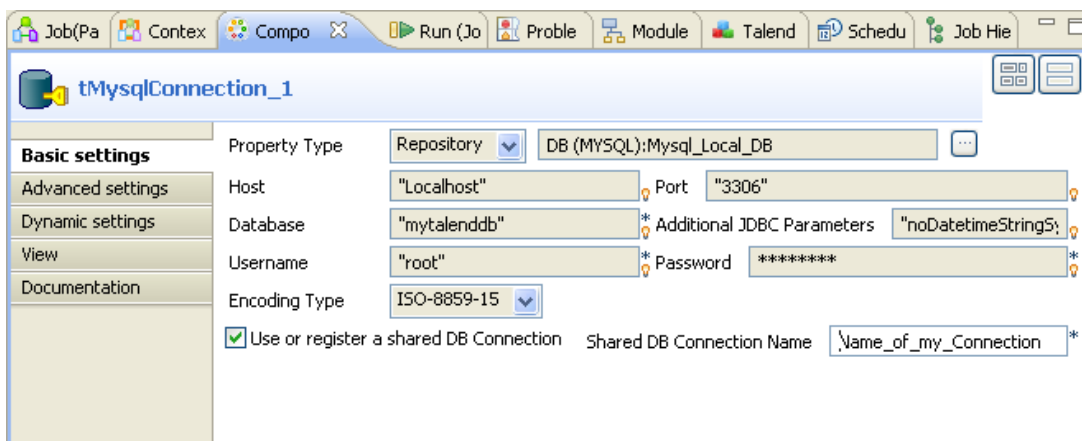 Job(Pa Contex Compo Run (Jo Proble Module Talend Schedu Job Hie
tMysqlConnection_1
Basic settings
Advanced settings
Dynamic settings
View
Documentation
Property Type Repository DB (MYSQL):Mysql_Local_DB ...
Host "Localhost" Port "3306"
Database "mytalenddb" * Additional JDBC Parameters "noDatetimeStringSy
Username "root" * Password ******** *
Encoding Type ISO-8859-15
Use or register a shared DB Connection Shared DB Connection Name Name_of_my_Connection *